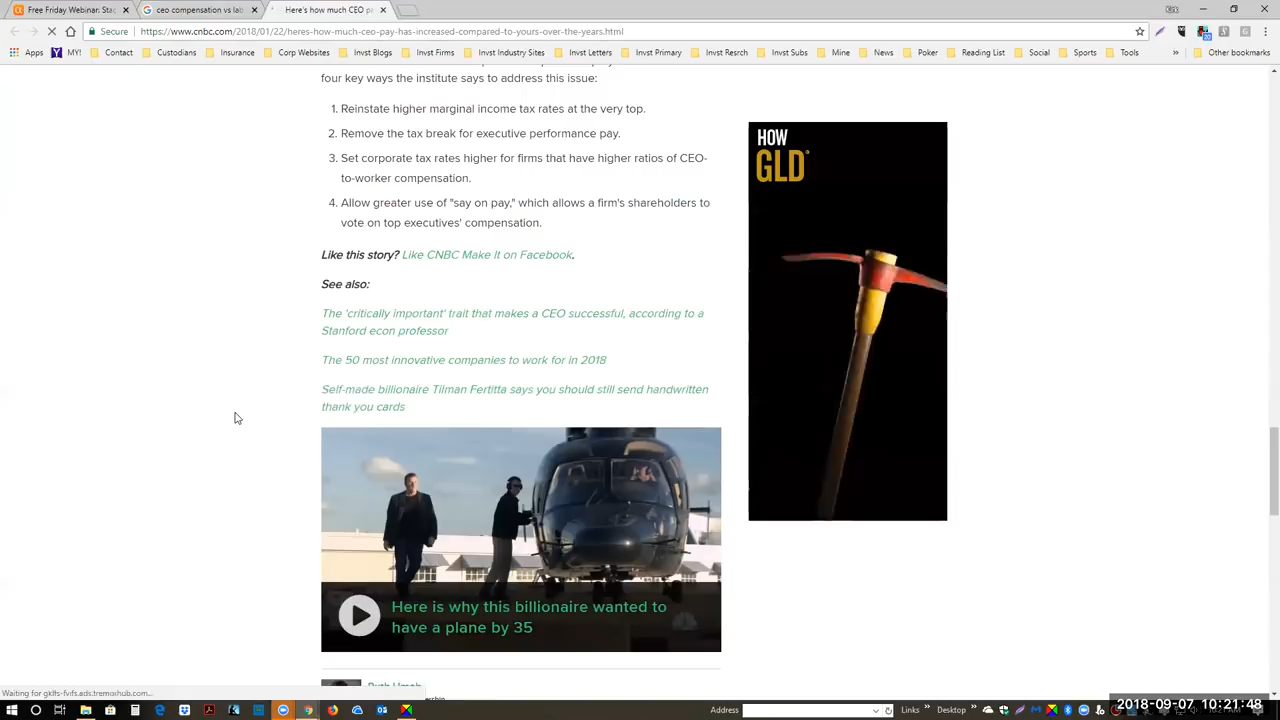 Free Friday Webinar: Stac
ceo compensation vs lab
Here's how much CEO pa
Secure
https://www.cnbc.com/2018/01/22/heres-how-much-ceo-pay-has-increased-compared-to-yours-over-the-years.html
Apps MY! Contact Custodians Insurance Corp Websites Invst Blogs Invst Firms Invst Industry Sites Invst Letters Invst Primary Invst Resrch Invst Subs Mine News Poker Reading List Social Sports Tools Other bookmarks
four key ways the institute says to address this issue:
1. Reinstate higher marginal income tax rates at the very top.
2. Remove the tax break for executive performance pay.
3. Set corporate tax rates higher for firms that have higher ratios of CEO-
to-worker compensation.
4. Allow greater use of "say on pay," which allows a firm's shareholders to
vote on top executives' compensation.
Like this story? Like CNBC Make It on Facebook.
See also:
The 'critically important' trait that makes a CEO successful, according to a
Stanford econ professor
The 50 most innovative companies to work for in 2018
Self-made billionaire Tilman Fertitta says you should still send handwritten
thank you cards
Here is why this billionaire wanted to
have a plane by 35
HOW
GLD®
Waiting for
Address Links » Desktop »
2018-09-07 10:21:48